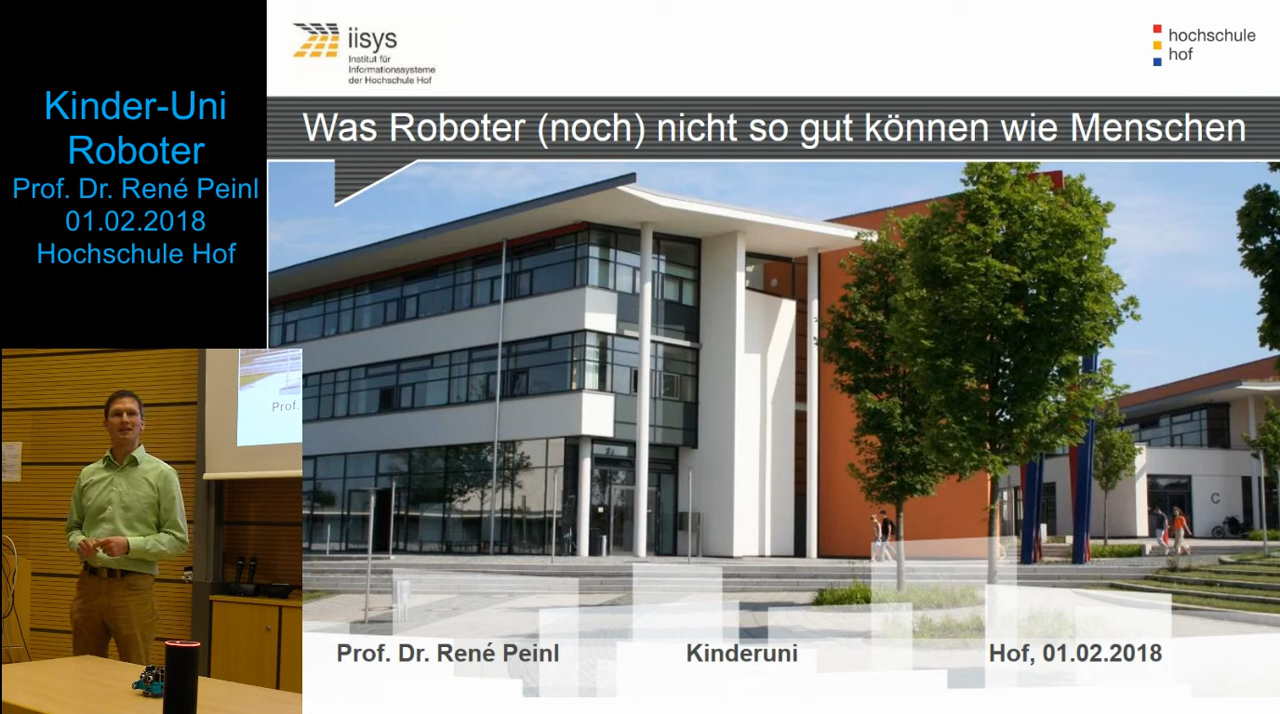 Kinder-Uni
Roboter
Prof. Dr. René Peinl
01.02.2018
Hochschule Hof
iisys
Institut für
Informationssysteme
der Hochschule Hof
hochschule
hof
Was Roboter (noch) nicht so gut können wie Menschen
Prof.
C
Prof. Dr. René Peinl
Kinderuni
Hof, 01.02.2018